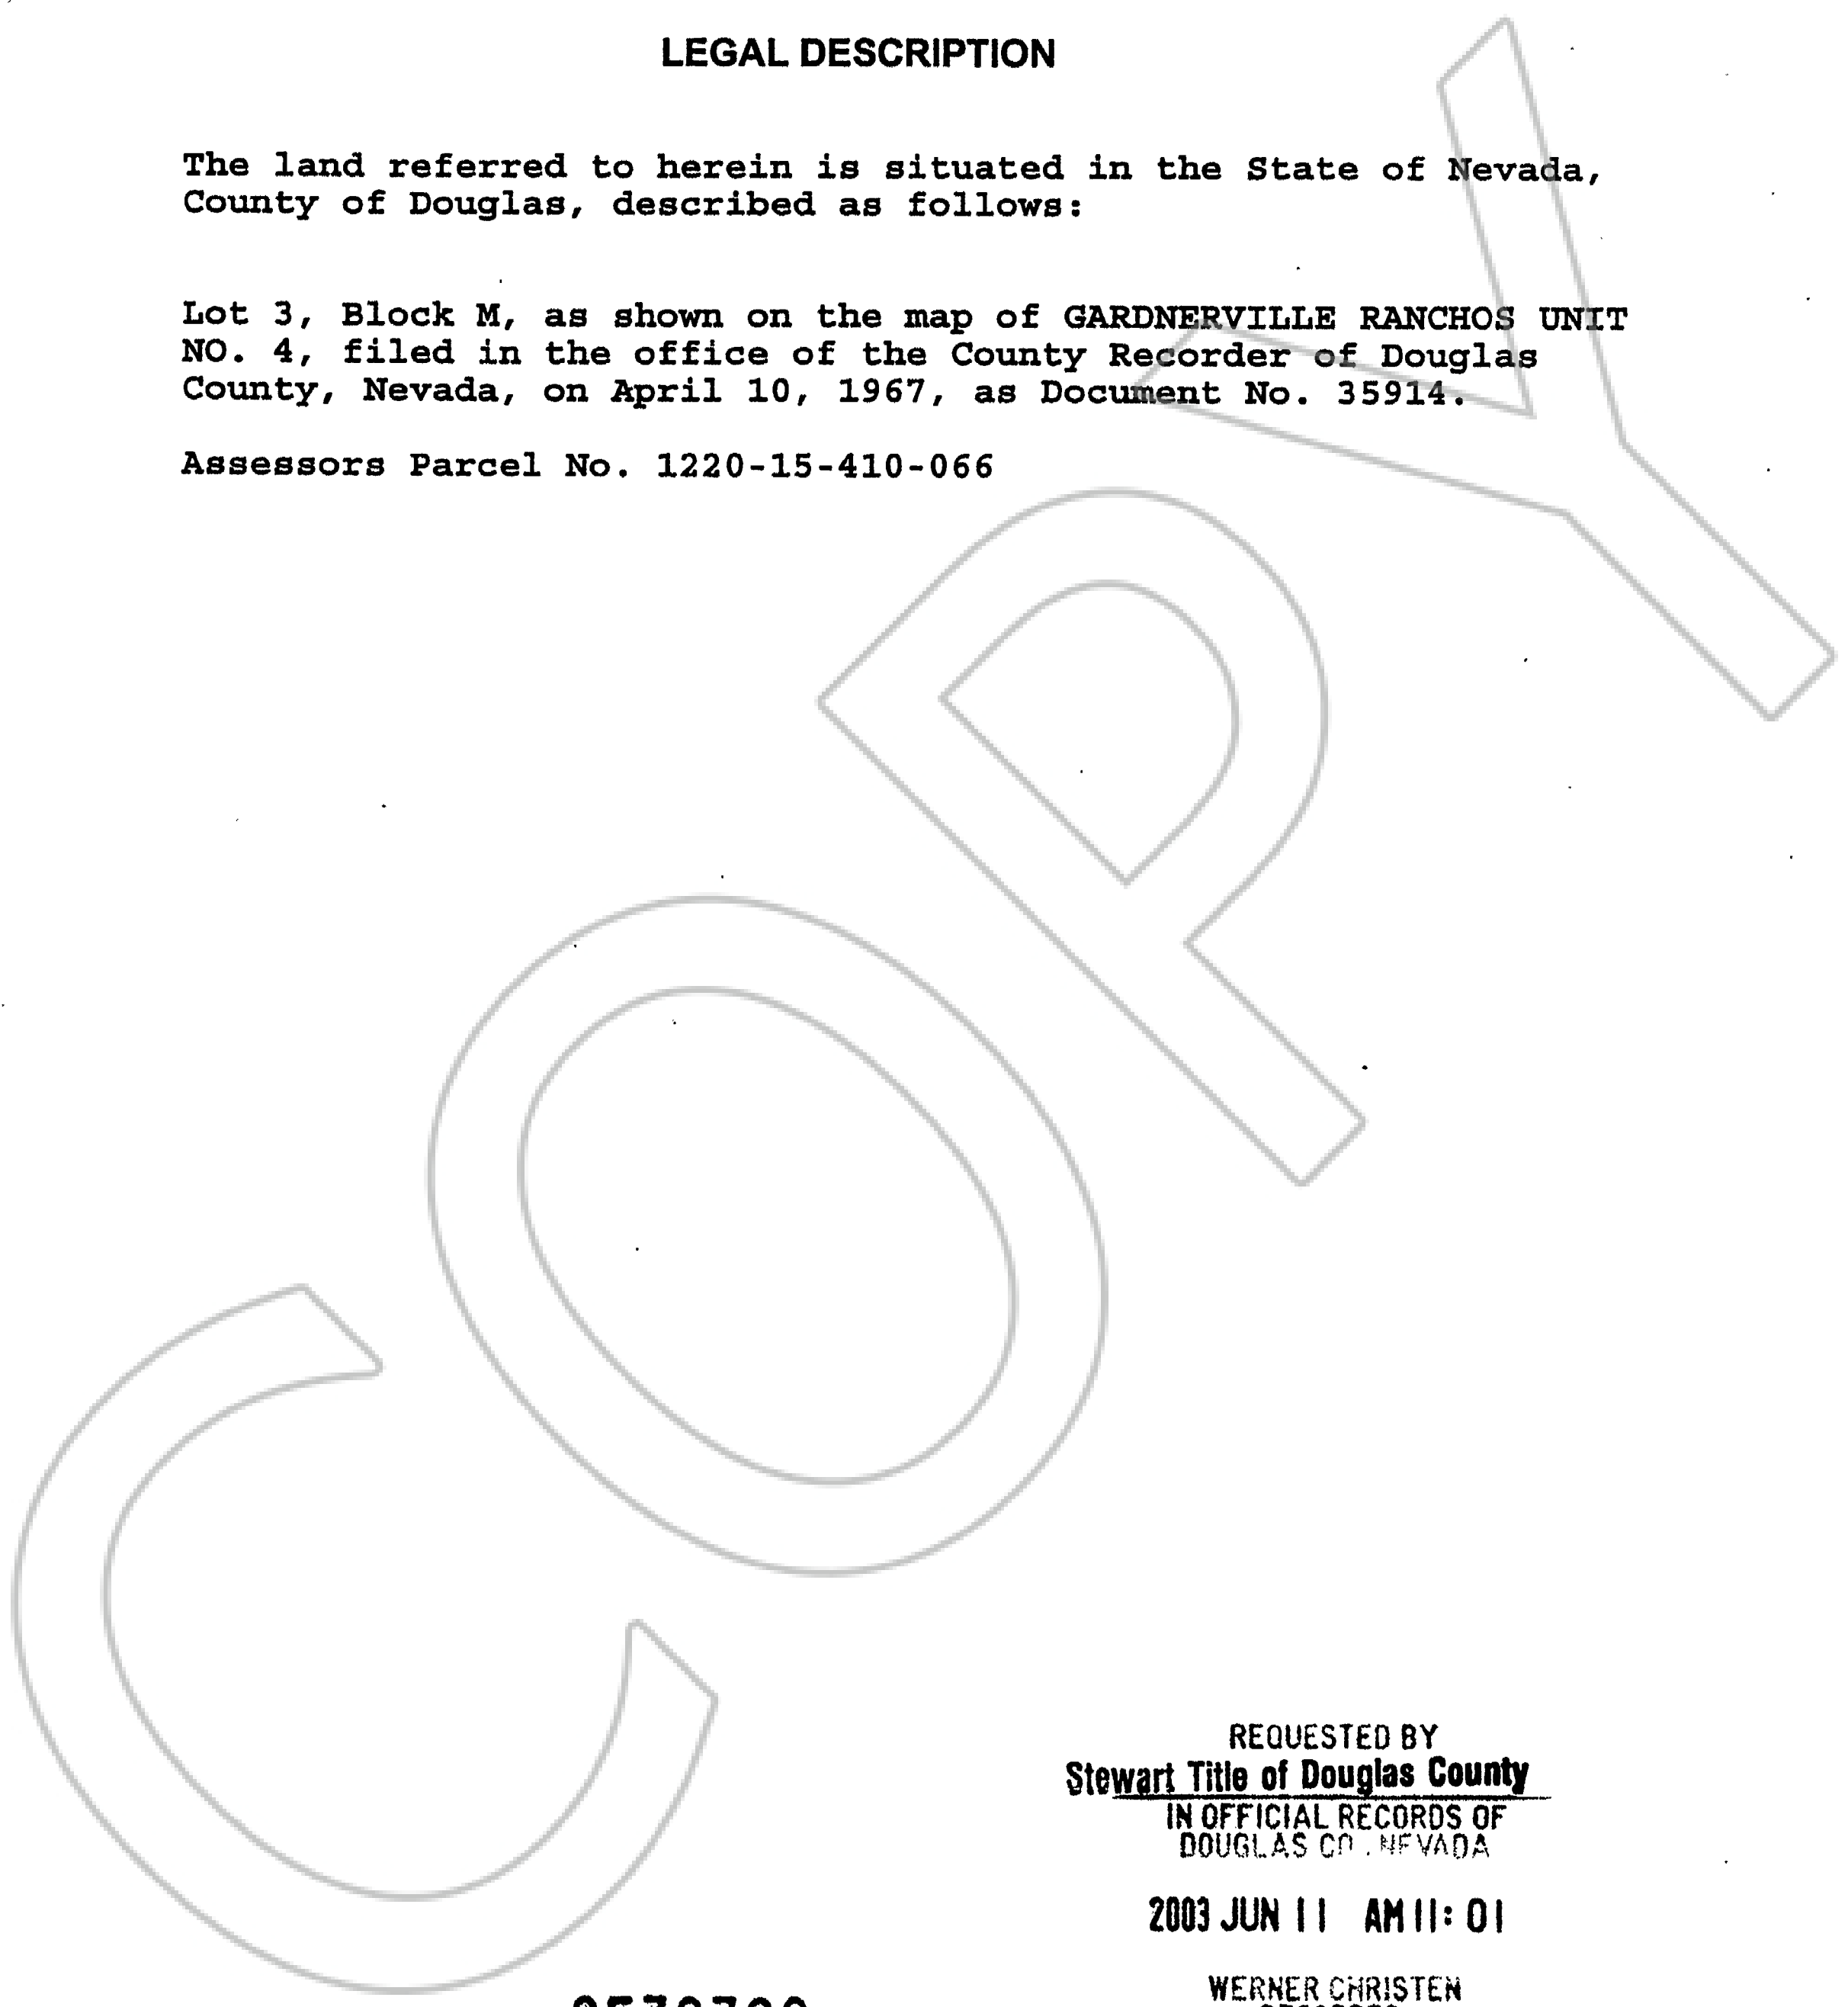 LEGAL DESCRIPTION
The land referred to herein is situated in the State of Nevada,
County of Douglas, described as follows:
Lot 3, Block M, as shown on the map of GARDNERVILLE RANCHOS UNIT
NO. 4, filed in the office of the County Recorder of Douglas
County, Nevada, on April 10, 1967, as Document No. 35914.
Assessors Parcel No. 1220-15-410-066
COPY
REQUESTED BY
Stewart Title of Douglas County
IN OFFICIAL RECORDS OF
DOUGLAS CO., NEVADA
2003 JUN 11 AM 11: 01
WERNER CHRISTEN